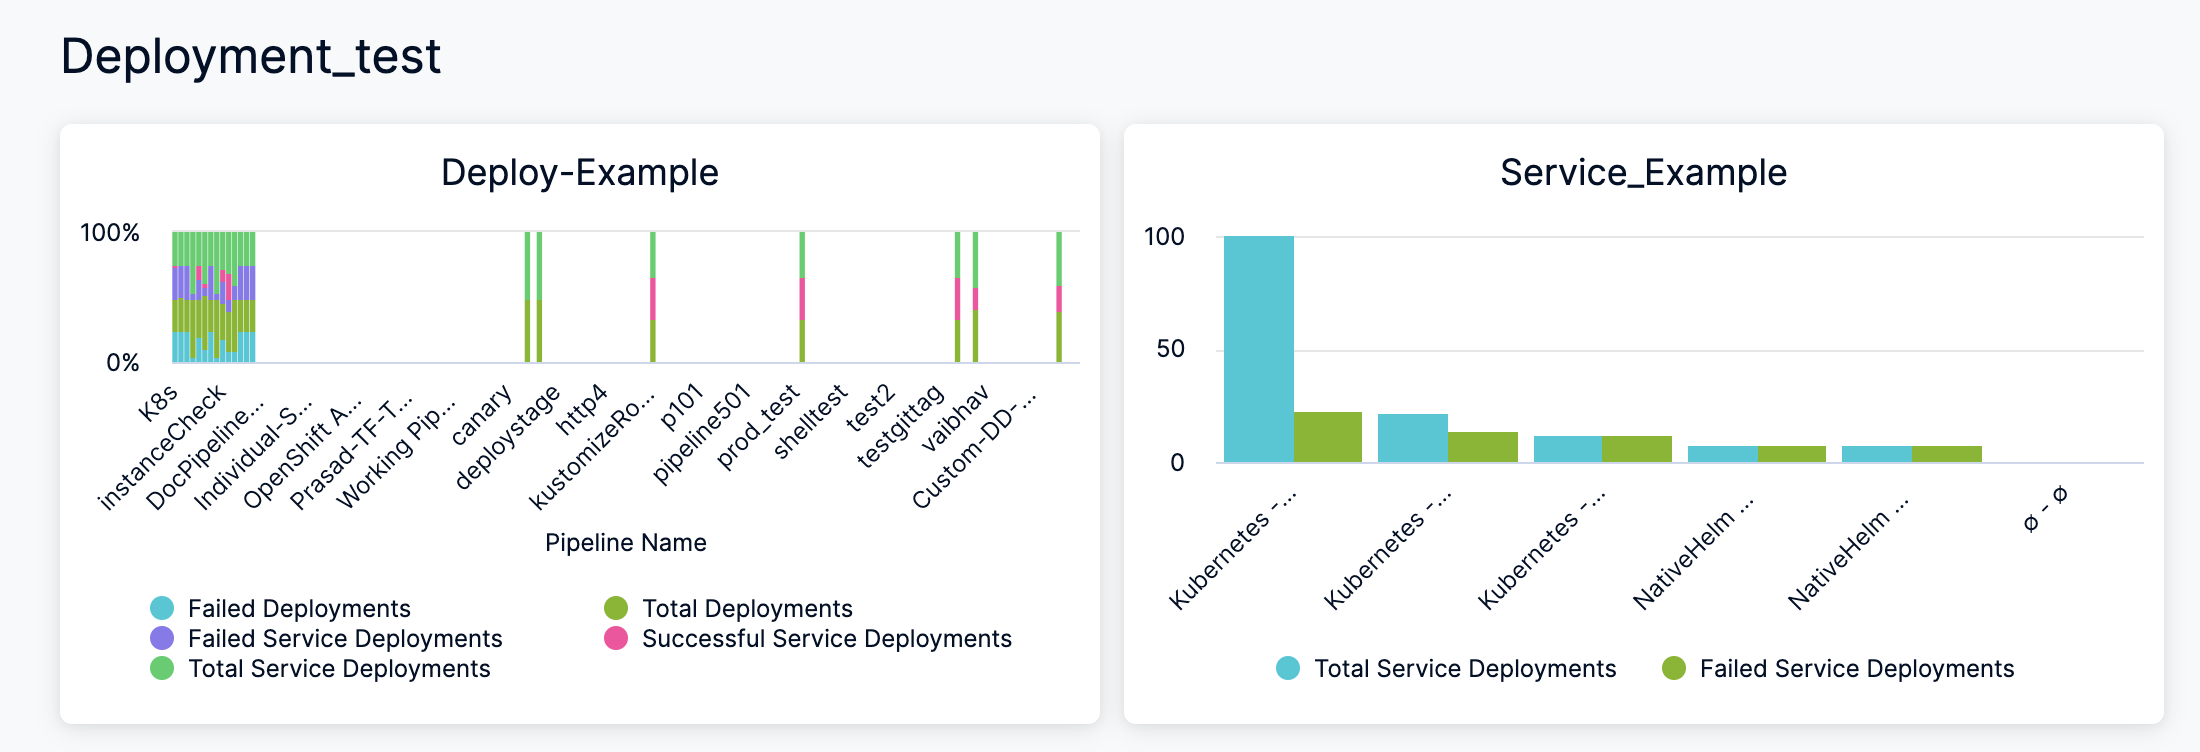 Deployment_test
Deploy-Example
100%
0%
K8s
instanceCheck
DocPipeline...
Individual-S...
OpenShift A...
Prasad-TF-T...
Working Pip...
canary
deploystage
http4
kustomizeRo...
p101
pipeline501
prod_test
shelltest
test2
testgittag
vaibhav
Custom-DD-...
Pipeline Name
Failed Deployments
Total Deployments
Failed Service Deployments
Successful Service Deployments
Total Service Deployments
Service_Example
100
50
0
Kubernetes -...
Kubernetes -...
Kubernetes -...
NativeHelm ...
NativeHelm ...
ø - ø
Total Service Deployments
Failed Service Deployments